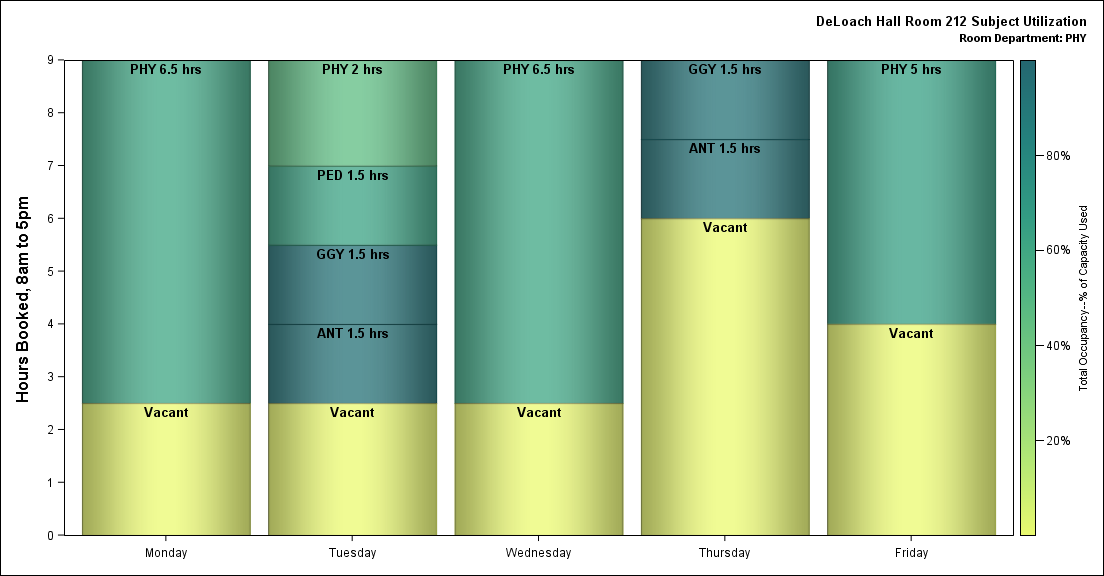 DeLoach Hall Room 212 Subject Utilization
Room Department: PHY
Hours Booked, 8am to 5pm
9
8
7
6
5
4
3
2
1
0
PHY 6.5 hrs
Vacant
PHY 2 hrs
PED 1.5 hrs
GGY 1.5 hrs
ANT 1.5 hrs
Vacant
PHY 6.5 hrs
Vacant
GGY 1.5 hrs
ANT 1.5 hrs
Vacant
PHY 5 hrs
Vacant
Monday
Tuesday
Wednesday
Thursday
Friday
80%
60%
40%
20%
Total Occupancy--% of Capacity Used